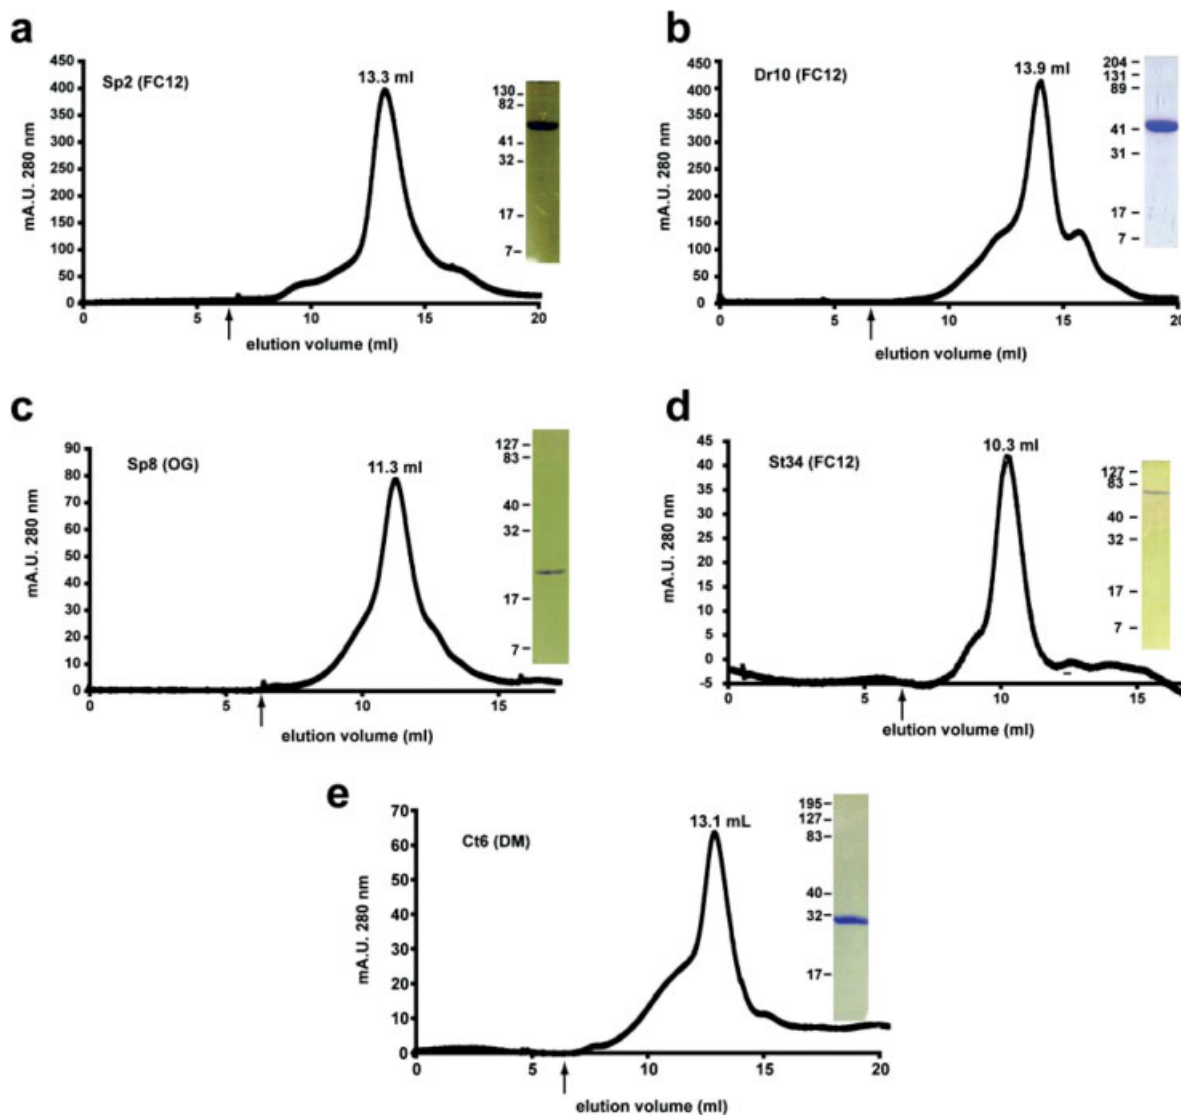 a
Sp2 (FC12)
13.3 ml
mA.U. 280 nm
450
400
350
300
250
200
150
100
50
0
0 5 10 15 20
elution volume (ml)
130
82
41
32
17
7
b
Dr10 (FC12)
13.9 ml
mA.U. 280 nm
450
400
350
300
250
200
150
100
50
0
0 5 10 15 20
elution volume (ml)
204
131
89
41
31
17
7
c
Sp8 (OG)
11.3 ml
mA.U. 280 nm
90
80
70
60
50
40
30
20
10
0
0 5 10 15
elution volume (ml)
127
83
40
32
17
7
d
St34 (FC12)
10.3 ml
mA.U. 280 nm
45
40
35
30
25
20
15
10
5
0
-5
0 5 10 15
elution volume (ml)
127
83
40
32
17
7
e
Ct6 (DM)
13.1 mL
mA.U. 280 nm
70
60
50
40
30
20
10
0
0 5 10 15 20
elution volume (ml)
195
127
83
40
32
17